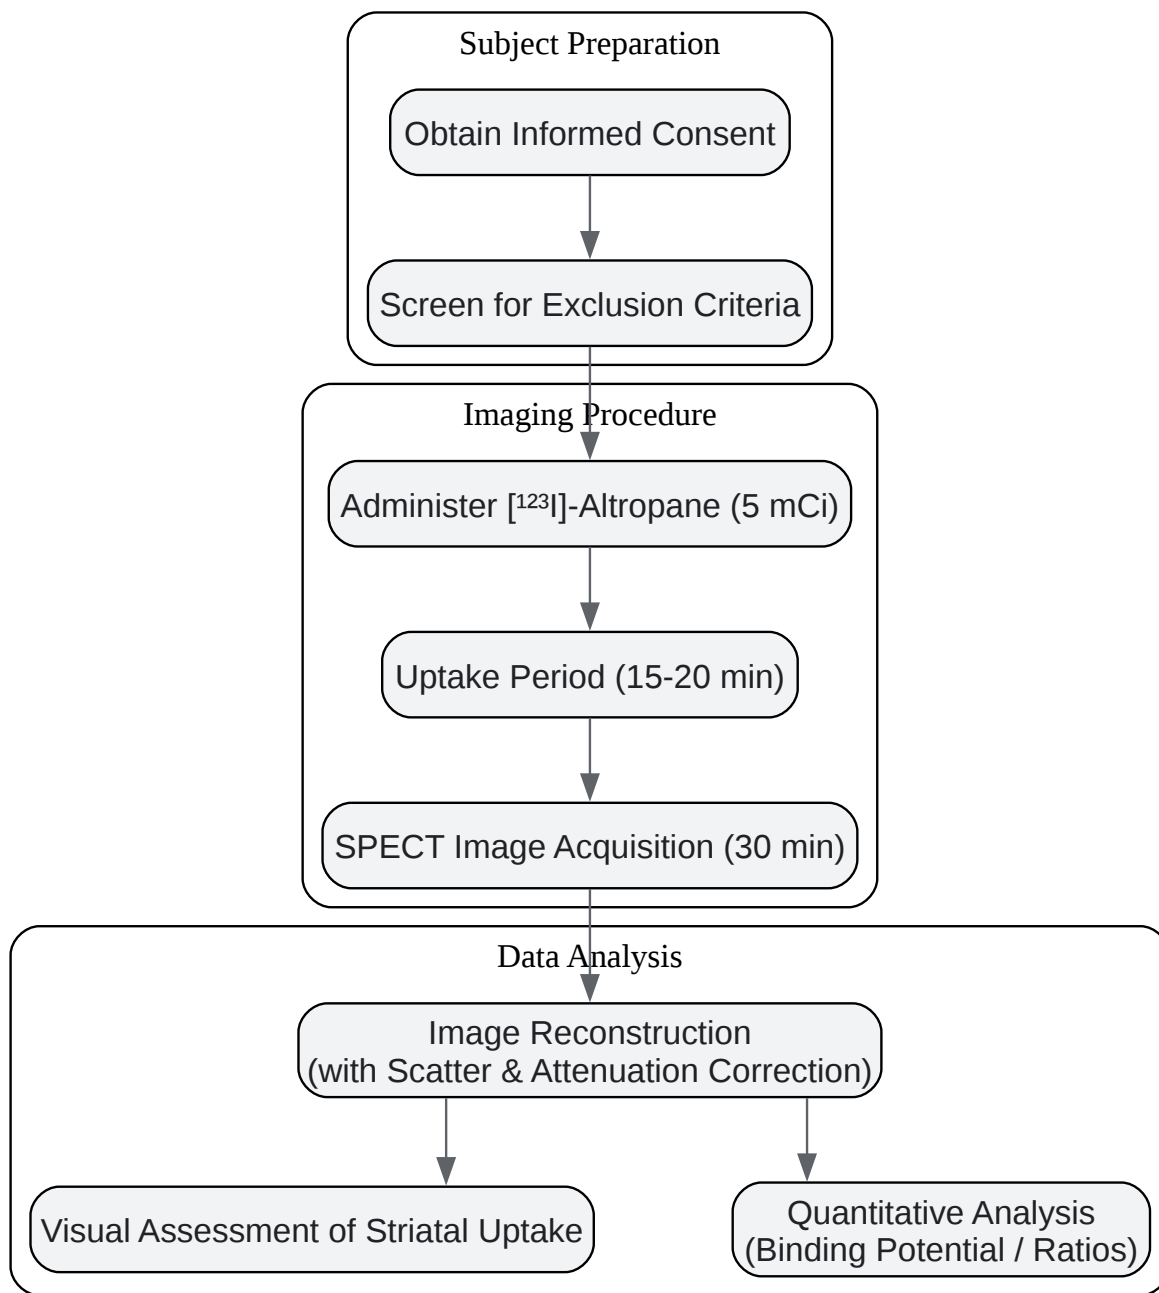 Subject Preparation
Obtain Informed Consent
Screen for Exclusion Criteria
Imaging Procedure
Administer [¹²³I]-Altropane (5 mCi)
Uptake Period (15-20 min)
SPECT Image Acquisition (30 min)
Data Analysis
Image Reconstruction
(with Scatter & Attenuation Correction)
Visual Assessment of Striatal Uptake
Quantitative Analysis
(Binding Potential / Ratios)